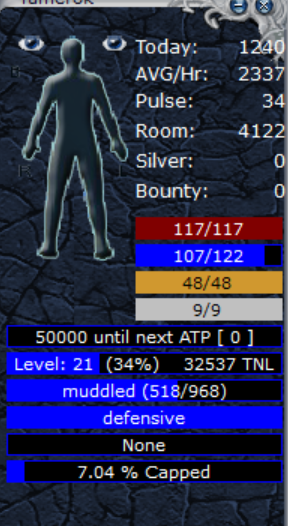 Today: 1240
AVG/Hr: 2337
Pulse: 34
Room: 4122
Silver: 0
Bounty: 0
117/117
107/122
48/48
9/9
50000 until next ATP [ 0 ]
Level: 21 (34%) 32537 TNL
muddled (518/968)
defensive
None
7.04 % Capped